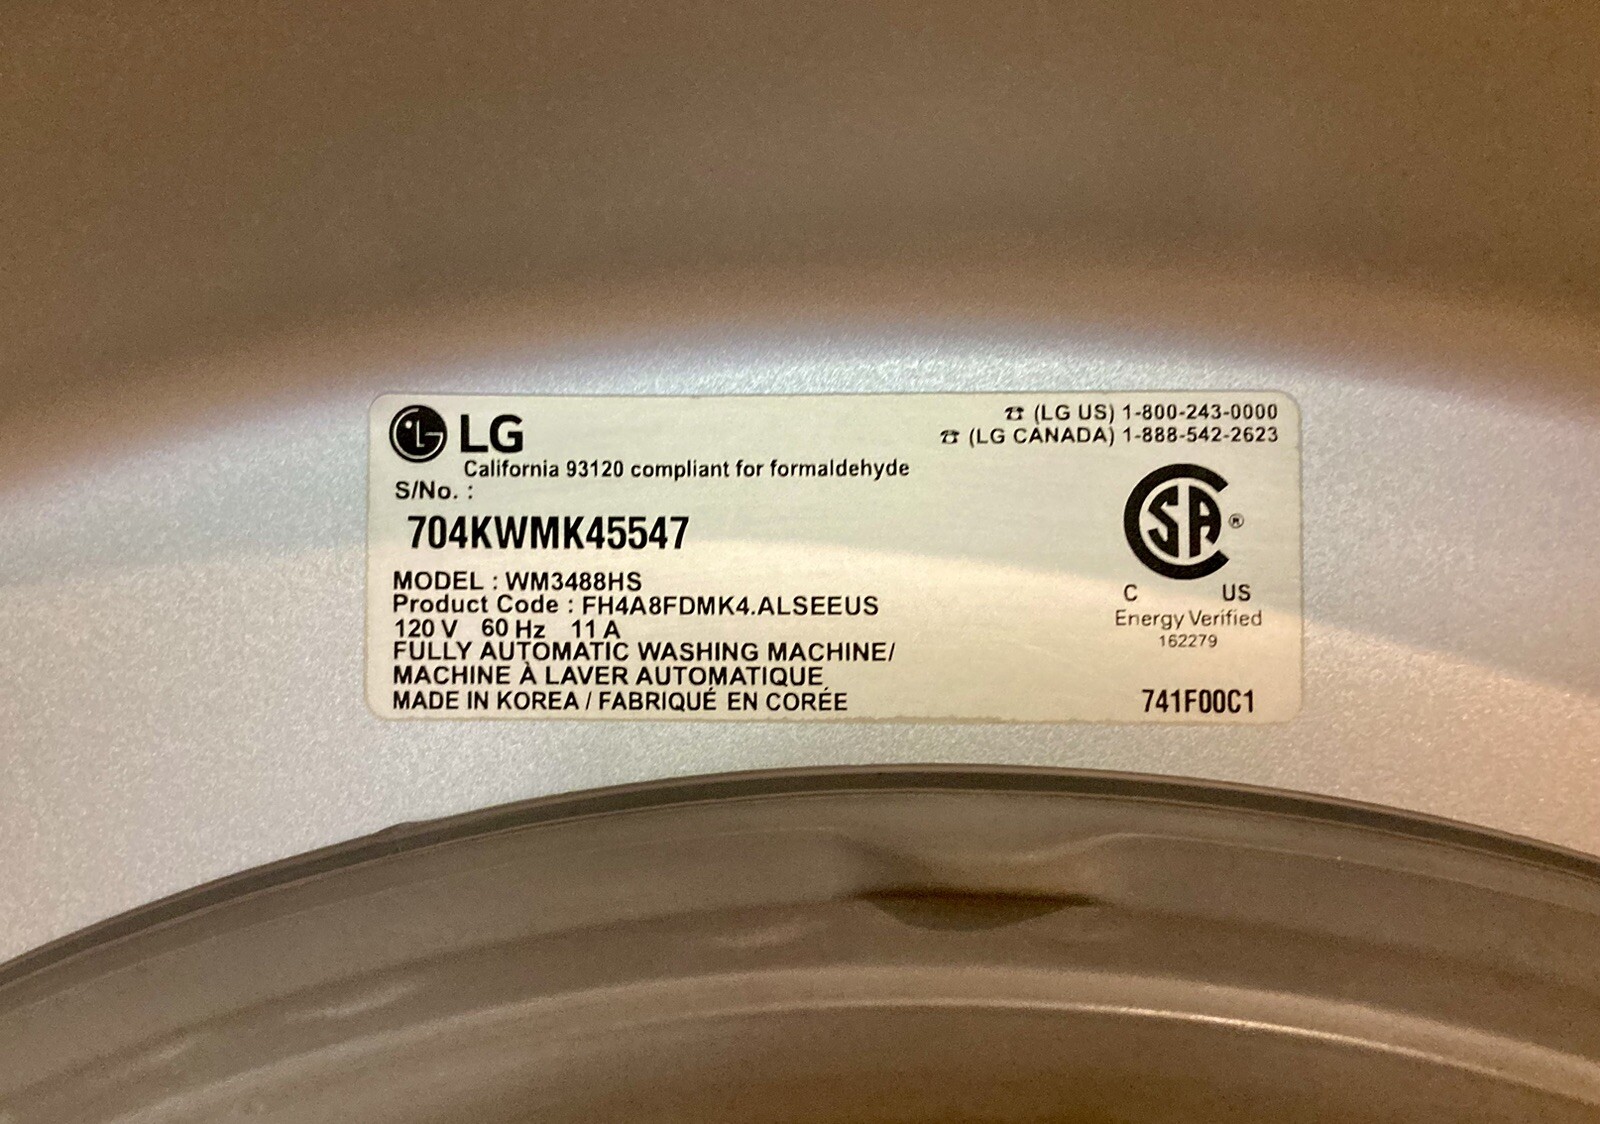 LG
California 93120 compliant for formaldehyde
(LG US) 1-800-243-0000
(LG CANADA) 1-888-542-2623
S/No. :
704KWMK45547
MODEL : WM3488HS
Product Code : FH4A8FDMK4.ALSEEUS
120 V 60 Hz 11 A
FULLY AUTOMATIC WASHING MACHINE/
MACHINE À LAVER AUTOMATIQUE
MADE IN KOREA / FABRIQUÉ EN CORÉE
CSA ®
C US
Energy Verified
162279
741F00C1